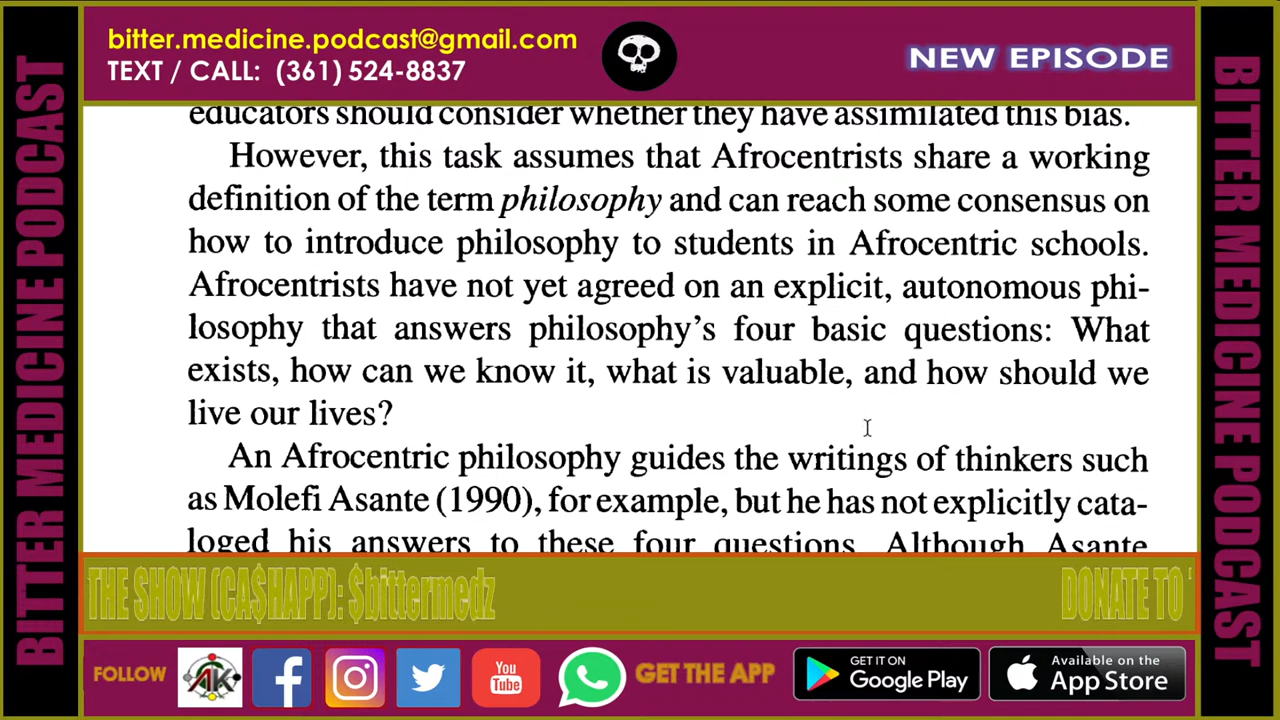 bitter.medicine.podcast@gmail.com
TEXT / CALL: (361) 524-8837
NEW EPISODE
BITTER MEDICINE PODCAST
educators should consider whether they have assimilated this bias.
However, this task assumes that Afrocentrists share a working
definition of the term philosophy and can reach some consensus on
how to introduce philosophy to students in Afrocentric schools.
Afrocentrists have not yet agreed on an explicit, autonomous phi-
losophy that answers philosophy's four basic questions: What
exists, how can we know it, what is valuable, and how should we
live our lives?
An Afrocentric philosophy guides the writings of thinkers such
as Molefi Asante (1990), for example, but he has not explicitly cata-
loged his answers to these four questions. Although Asante
BITTER MEDICINE PODCAST
THE SHOW (CA$HAPP): $bittermedz
DONATE TO
FOLLOW
ATK
You
Tube
GET THE APP
GET IT ON
Google Play
Available on the
App Store